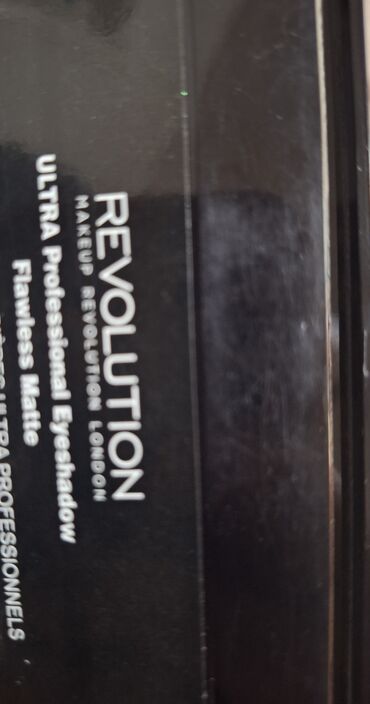 REVOLUTION
MAKEUP REVOLUTION LONDON
ULTRA Professional Eyeshadow
Flawless Matte
ULTRA PROFESSIONNELS